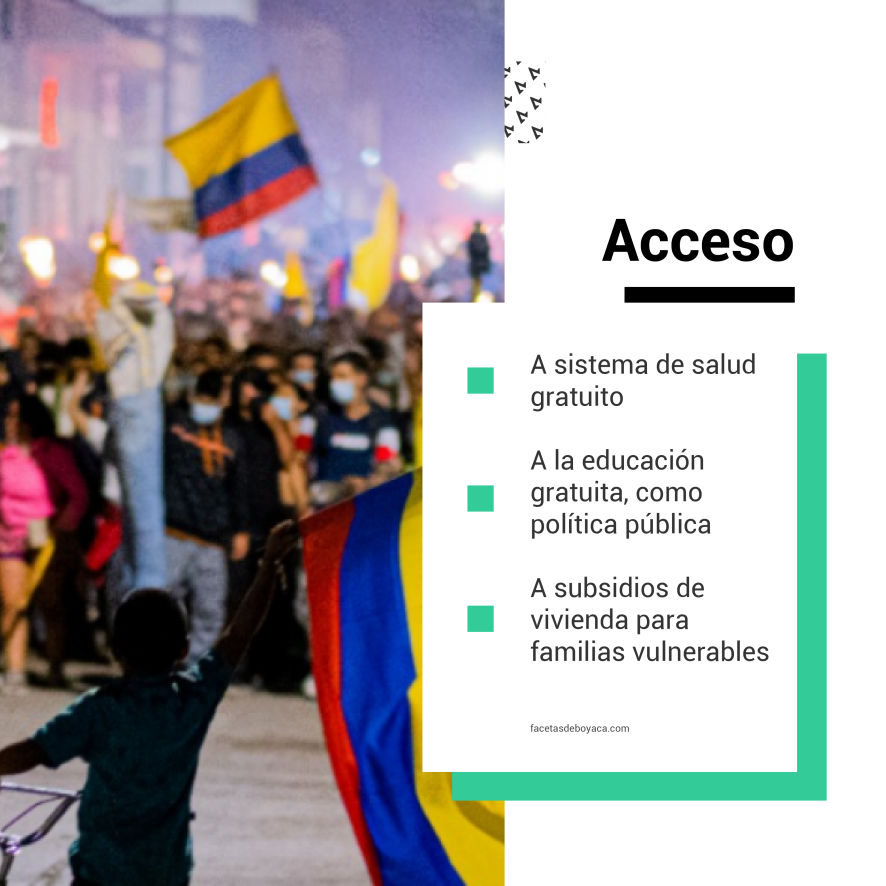 Acceso
A sistema de salud
gratuito
A la educación
gratuita, como
política pública
A subsidios de
vivienda para
familias vulnerables
facetasdeboyaca.com